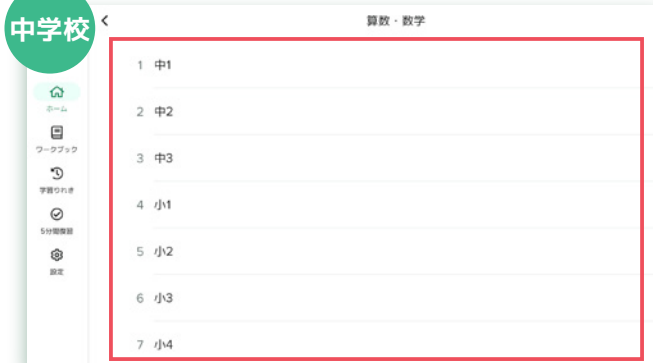 中学校
算数・数学
1 中1
2 中2
3 中3
4 小1
5 小2
6 小3
7 小4
ホーム
ワークブック
学習りれき
5分間復習
設定